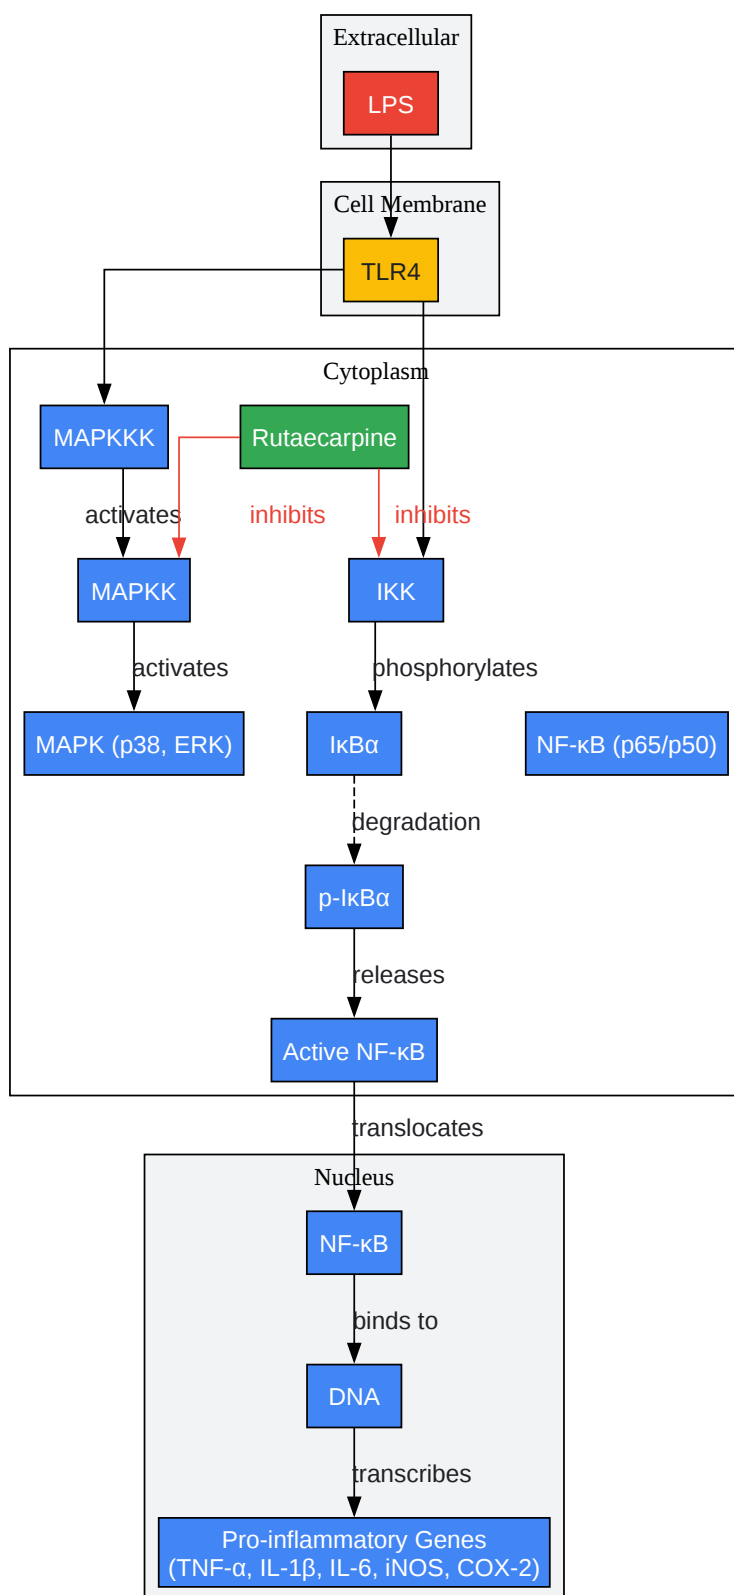 Extracellular
LPS
Cell Membrane
TLR4
Cytoplasm
MAPKKK
Rutaecarpine
activates
inhibits
inhibits
MAPKK
IKK
activates
phosphorylates
MAPK (p38, ERK)
IκBα
NF-κB (p65/p50)
degradation
p-IκBα
releases
Active NF-κB
translocates
Nucleus
NF-κB
binds to
DNA
transcribes
Pro-inflammatory Genes
(TNF-α, IL-1β, IL-6, iNOS, COX-2)